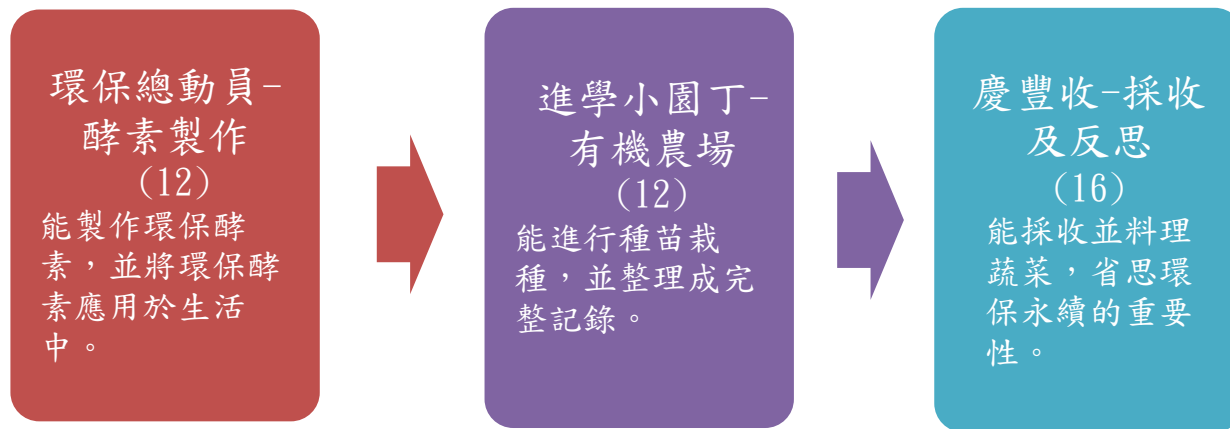 環保總動員-
酵素製作
(12)
能製作環保酵
素，並將環保酵
素應用於生活
中。
進學小園丁-
有機農場
(12)
能進行種苗栽
種，並整理成完
整記錄。
慶豐收-採收
及反思
(16)
能採收並料理
蔬菜，省思環
保永續的重要
性。